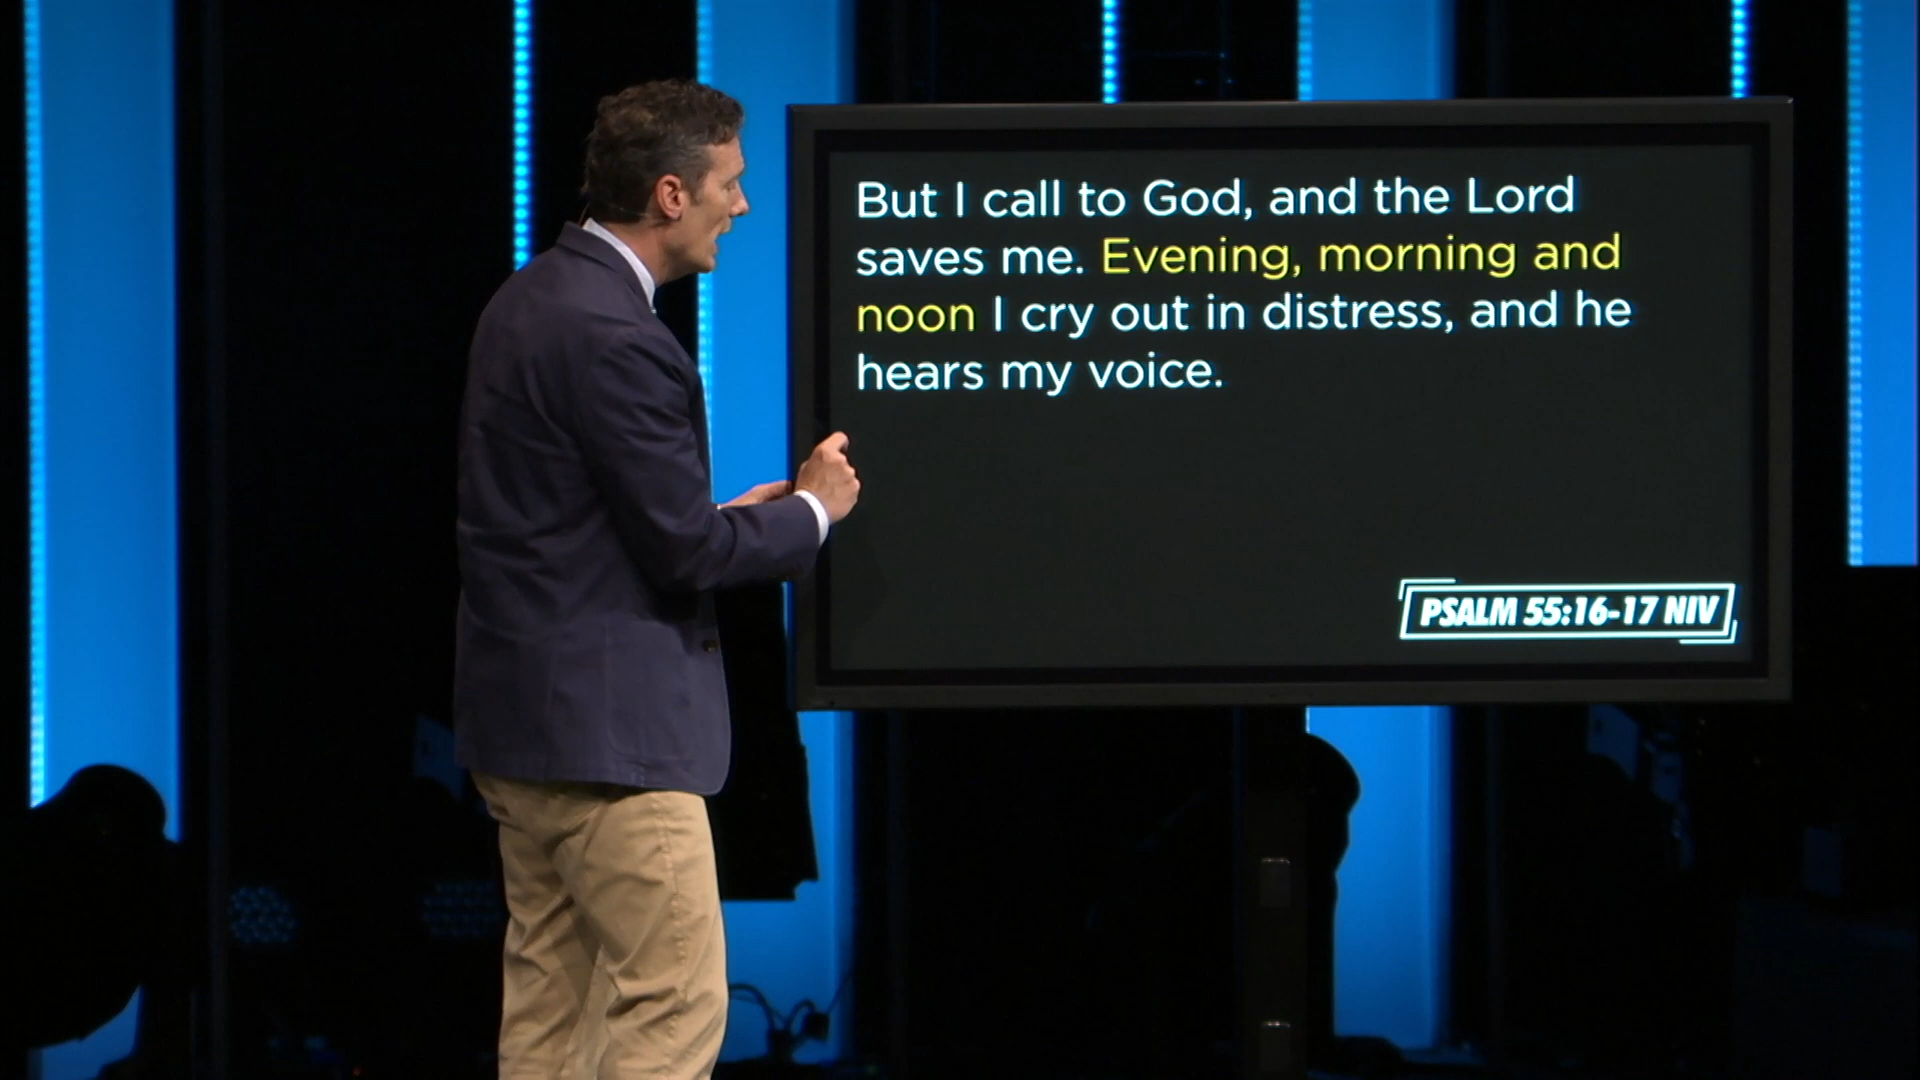 But I call to God, and the Lord
saves me. Evening, morning and
noon I cry out in distress, and he
hears my voice.
PSALM 55:16-17 NIV